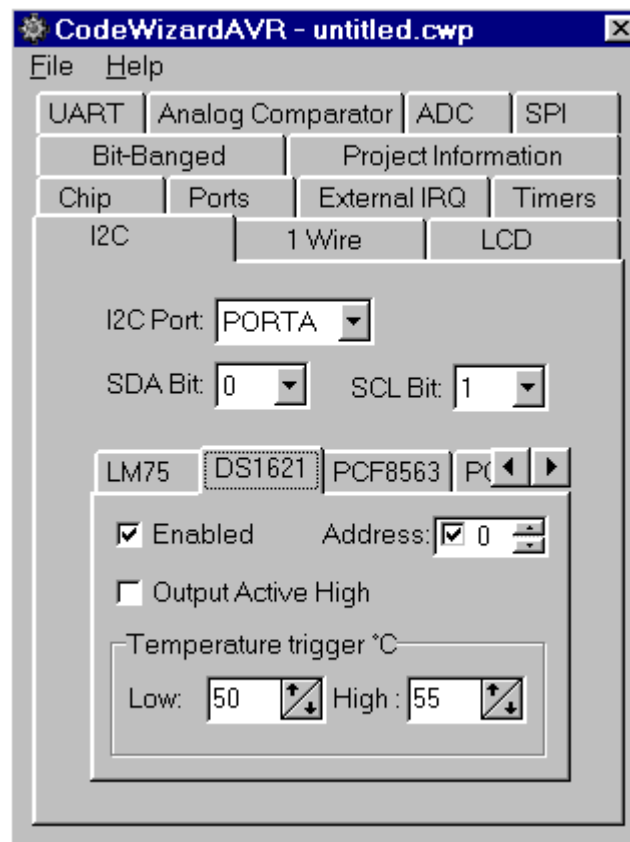 CodeWizardAVR - untitled.cwp
File Help
UART Analog Comparator ADC SPI
Bit-Banged Project Information
Chip Ports External IRQ Timers
I2C 1 Wire LCD
I2C Port: PORTA
SDA Bit: 0 SCL Bit: 1
LM75 DS1621 PCF8563
Enabled Address: 0
Output Active High
Temperature trigger °C
Low: 50 High : 55